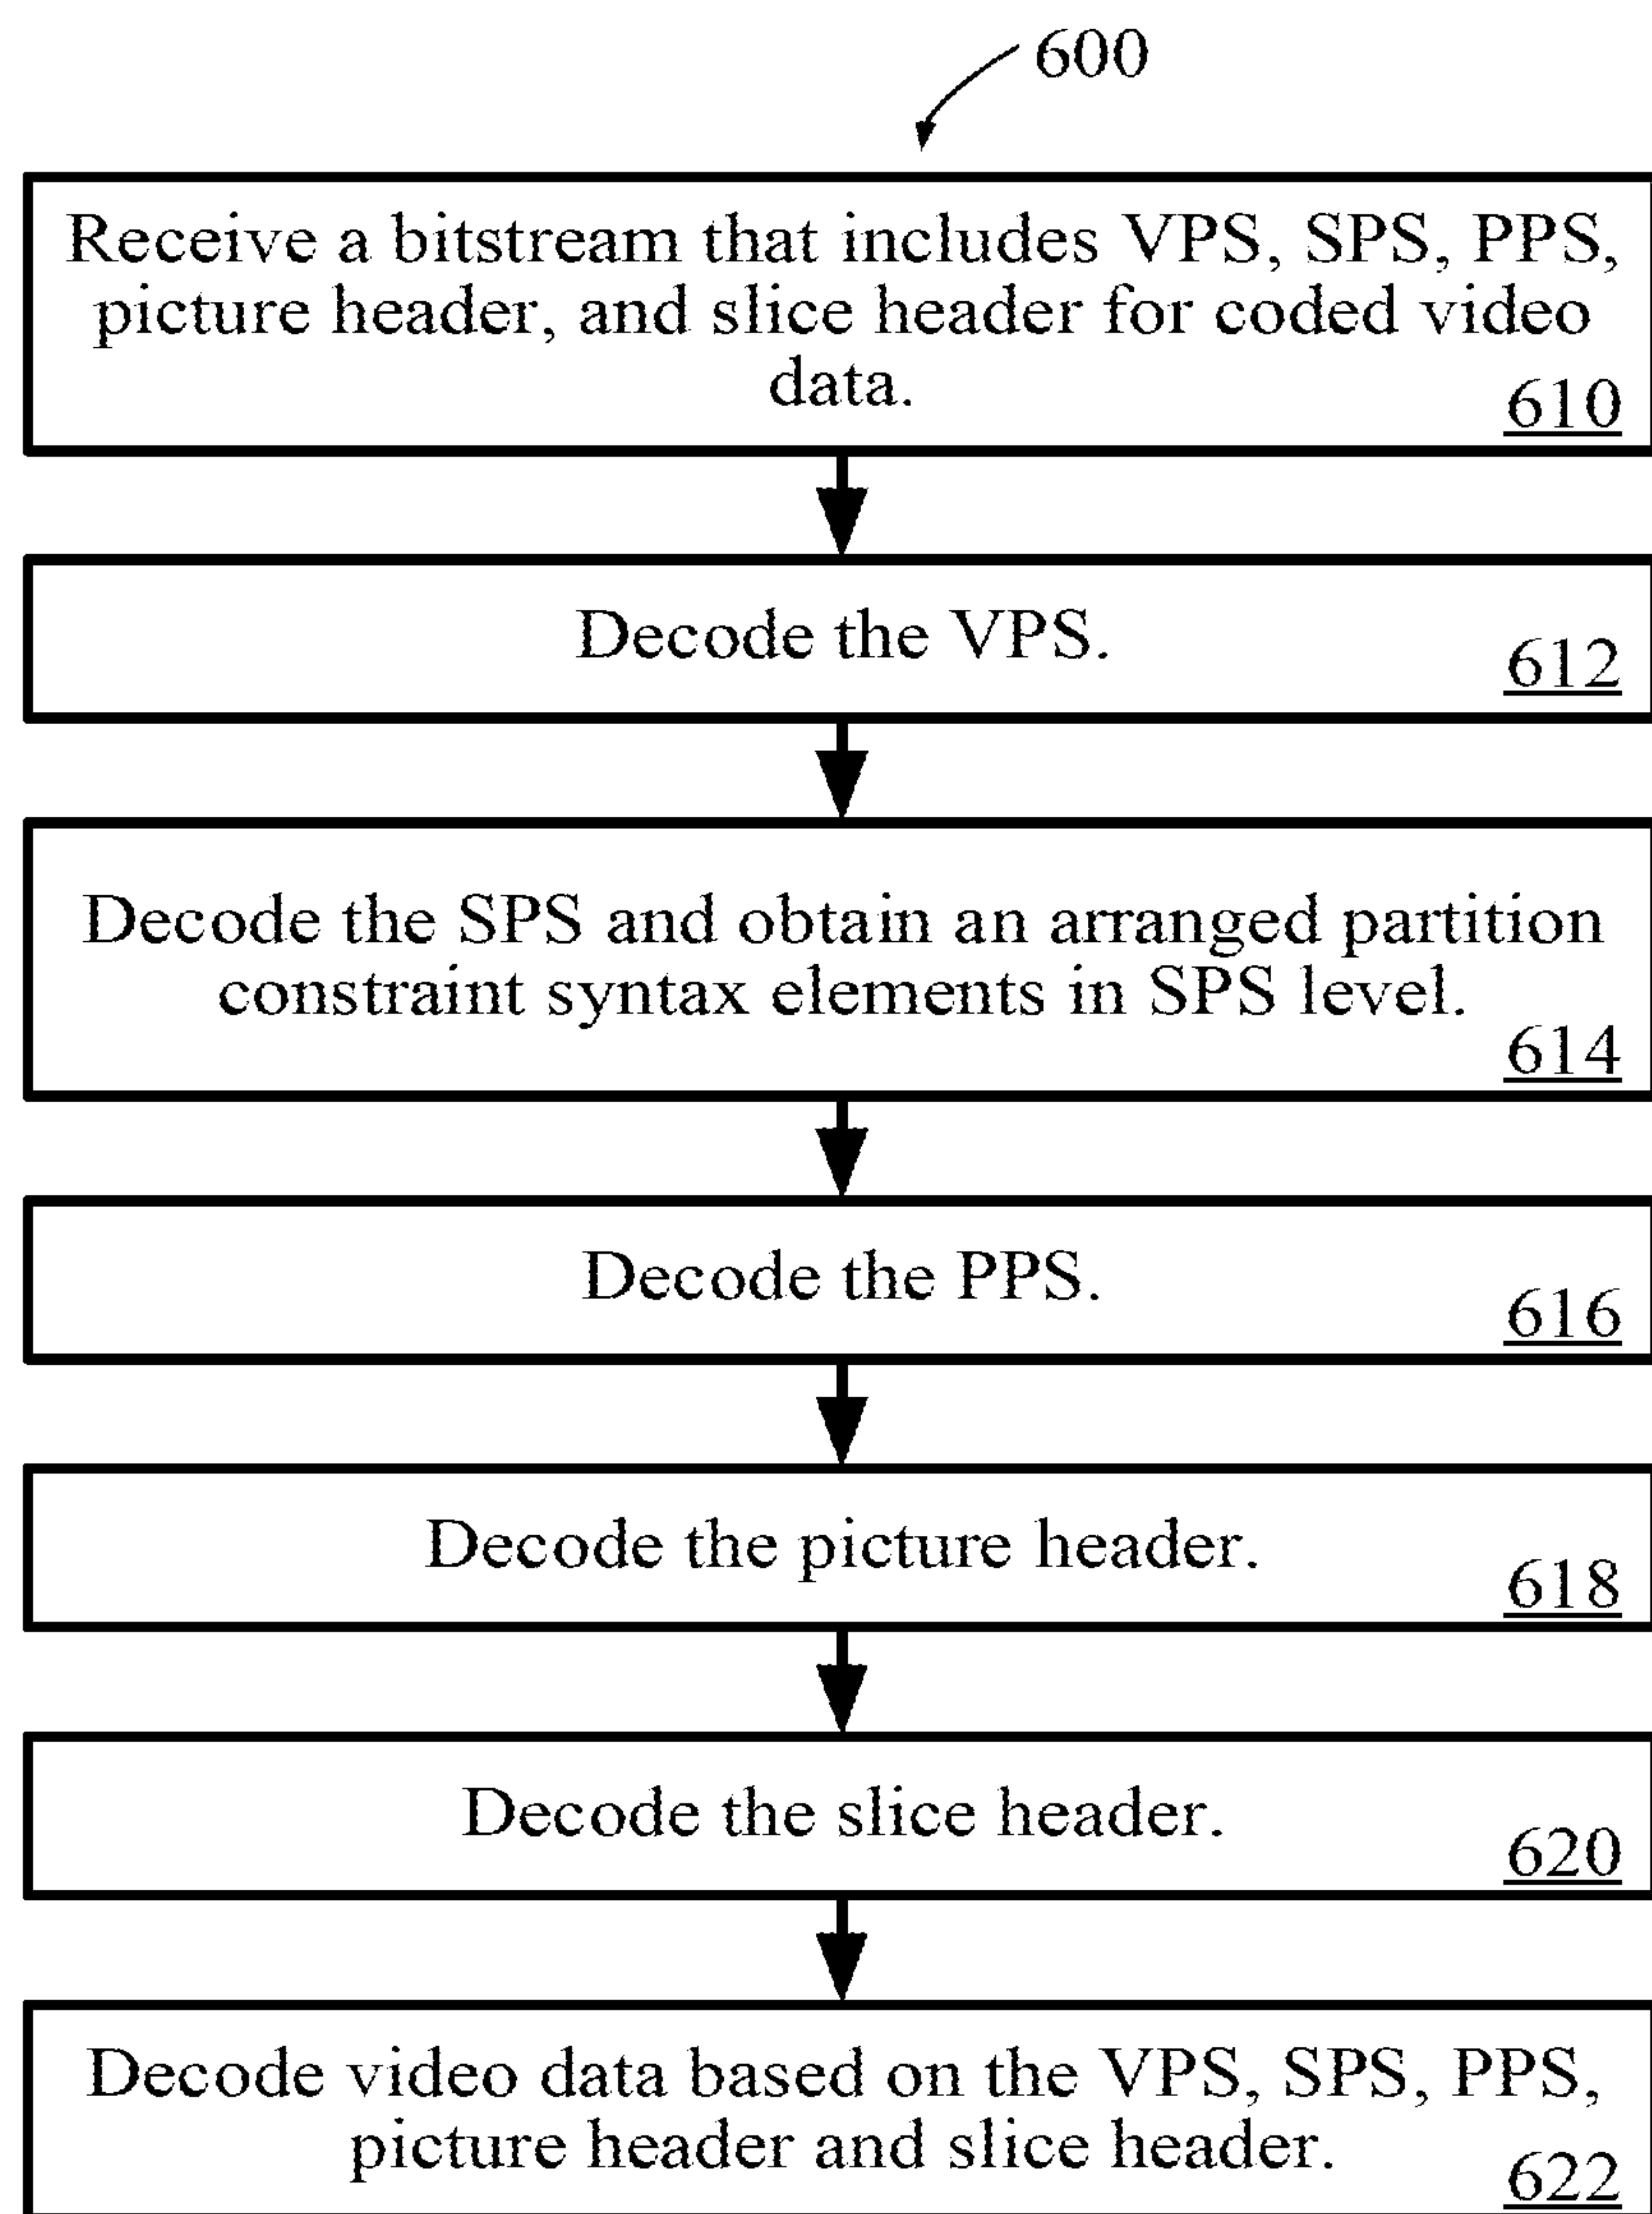 600
Receive a bitstream that includes VPS, SPS, PPS,
picture header, and slice header for coded video
data.
610
Decode the VPS.
612
Decode the SPS and obtain an arranged partition
constraint syntax elements in SPS level.
614
Decode the PPS.
616
Decode the picture header.
618
Decode the slice header.
620
Decode video data based on the VPS, SPS, PPS,
picture header and slice header.
622